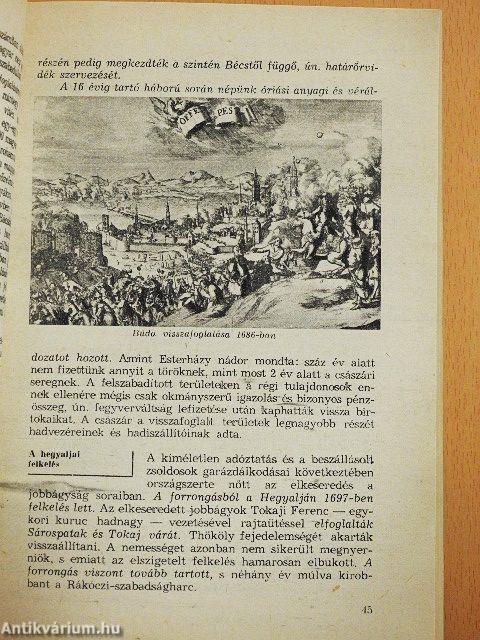 részén pedig megkezdték a szintén Bécstől függő, ún. határőrvi-
dék szervezését.
A 16 évig tartó háború során népünk óriási anyagi és vérál-
OFFE PEST
Buda visszafoglalása 1686-ban
dozatot hozott. Amint Esterházy nádor mondta: száz év alatt
nem fizettünk annyit a töröknek, mint most 2 év alatt a császári
seregnek. A felszabadított területeken a régi tulajdonosok en-
nek ellenére mégis csak okmányszerű igazolás és bizonyos pénz-
összeg, ún. fegyverváltság lefizetése után kaphatták vissza bir-
tokaikat. A császár a visszafoglalt területek legnagyobb részét
hadvezéreinek és hadiszállítóinak adta.
A hegyaljai
felkelés
A kíméletlen adóztatás és a beszállásolt
zsoldosok garázdálkodásai következtében
országszerte nőtt az elkeseredés a
jobbágyság soraiban. A forrongásból a Hegyalján 1697-ben
felkelés lett. Az elkeseredett jobbágyok Tokaji Ferenc — egy-
kori kuruc hadnagy — vezetésével rajtaütéssel elfoglalták
Sárospatak és Tokaj várát. Thököly fejedelemségét akarták
visszaállítani. A nemességet azonban nem sikerült megnyer-
niök, s emiatt az elszigetelt felkelés hamarosan elbukott. A
forrongás viszont tovább tartott, s néhány év múlva kirob-
bant a Rákóczi-szabadságharc.
45
Antikvárium.hu